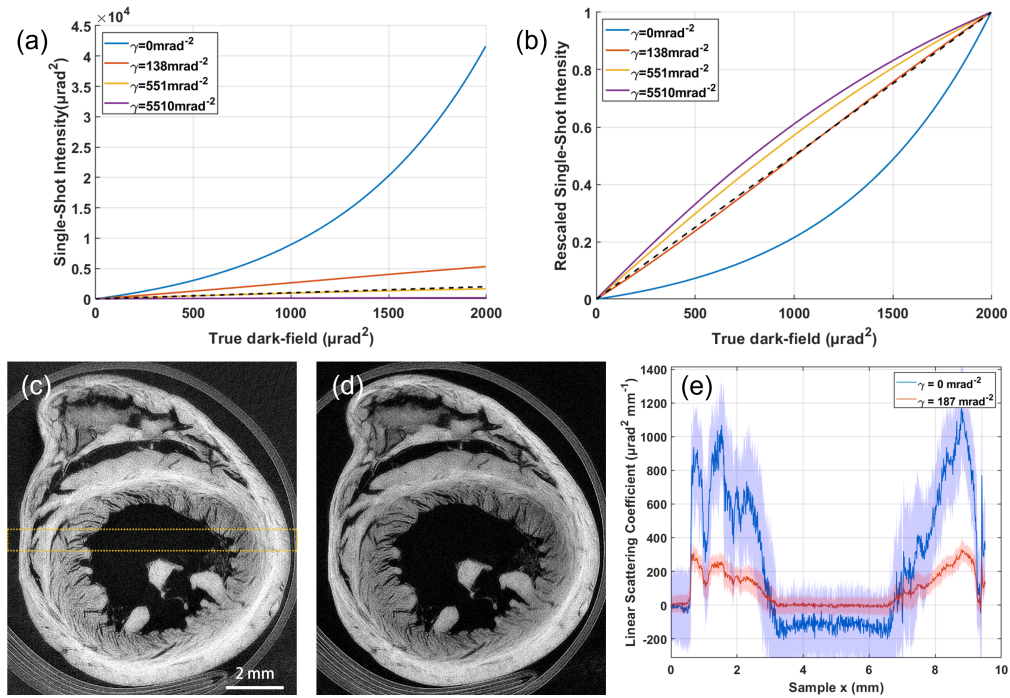 (a)
×10⁴
4.5
4
3.5
3
2.5
2
1.5
1
0.5
0
Single-Shot Intensity(μrad²)
γ=0mrad⁻²
γ=138mrad⁻²
γ=551mrad⁻²
γ=5510mrad⁻²
0 500 1000 1500 2000
True dark-field (μrad²)
(b)
1
0.8
0.6
0.4
0.2
0
Rescaled Single-Shot Intensity
γ=0mrad⁻²
γ=138mrad⁻²
γ=551mrad⁻²
γ=5510mrad⁻²
0 500 1000 1500 2000
True dark-field (μrad²)
(c)
2 mm
(d)
(e)
1400
1200
1000
800
600
400
200
0
-200
Linear Scattering Coefficient (μrad² mm⁻¹)
γ = 0 mrad⁻²
γ = 187 mrad⁻²
0 2 4 6 8 10
Sample x (mm)